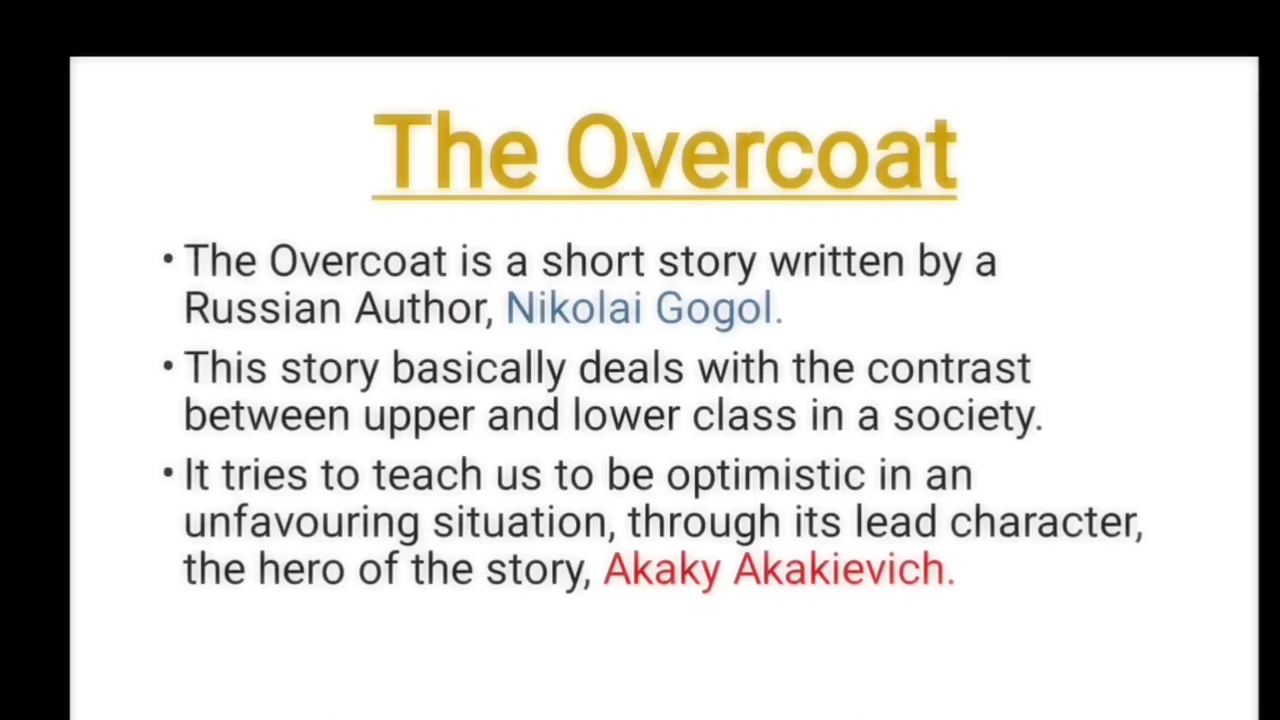 The Overcoat
• The Overcoat is a short story written by a
Russian Author, Nikolai Gogol.
• This story basically deals with the contrast
between upper and lower class in a society.
• It tries to teach us to be optimistic in an
unfavouring situation, through its lead character,
the hero of the story, Akaky Akakievich.